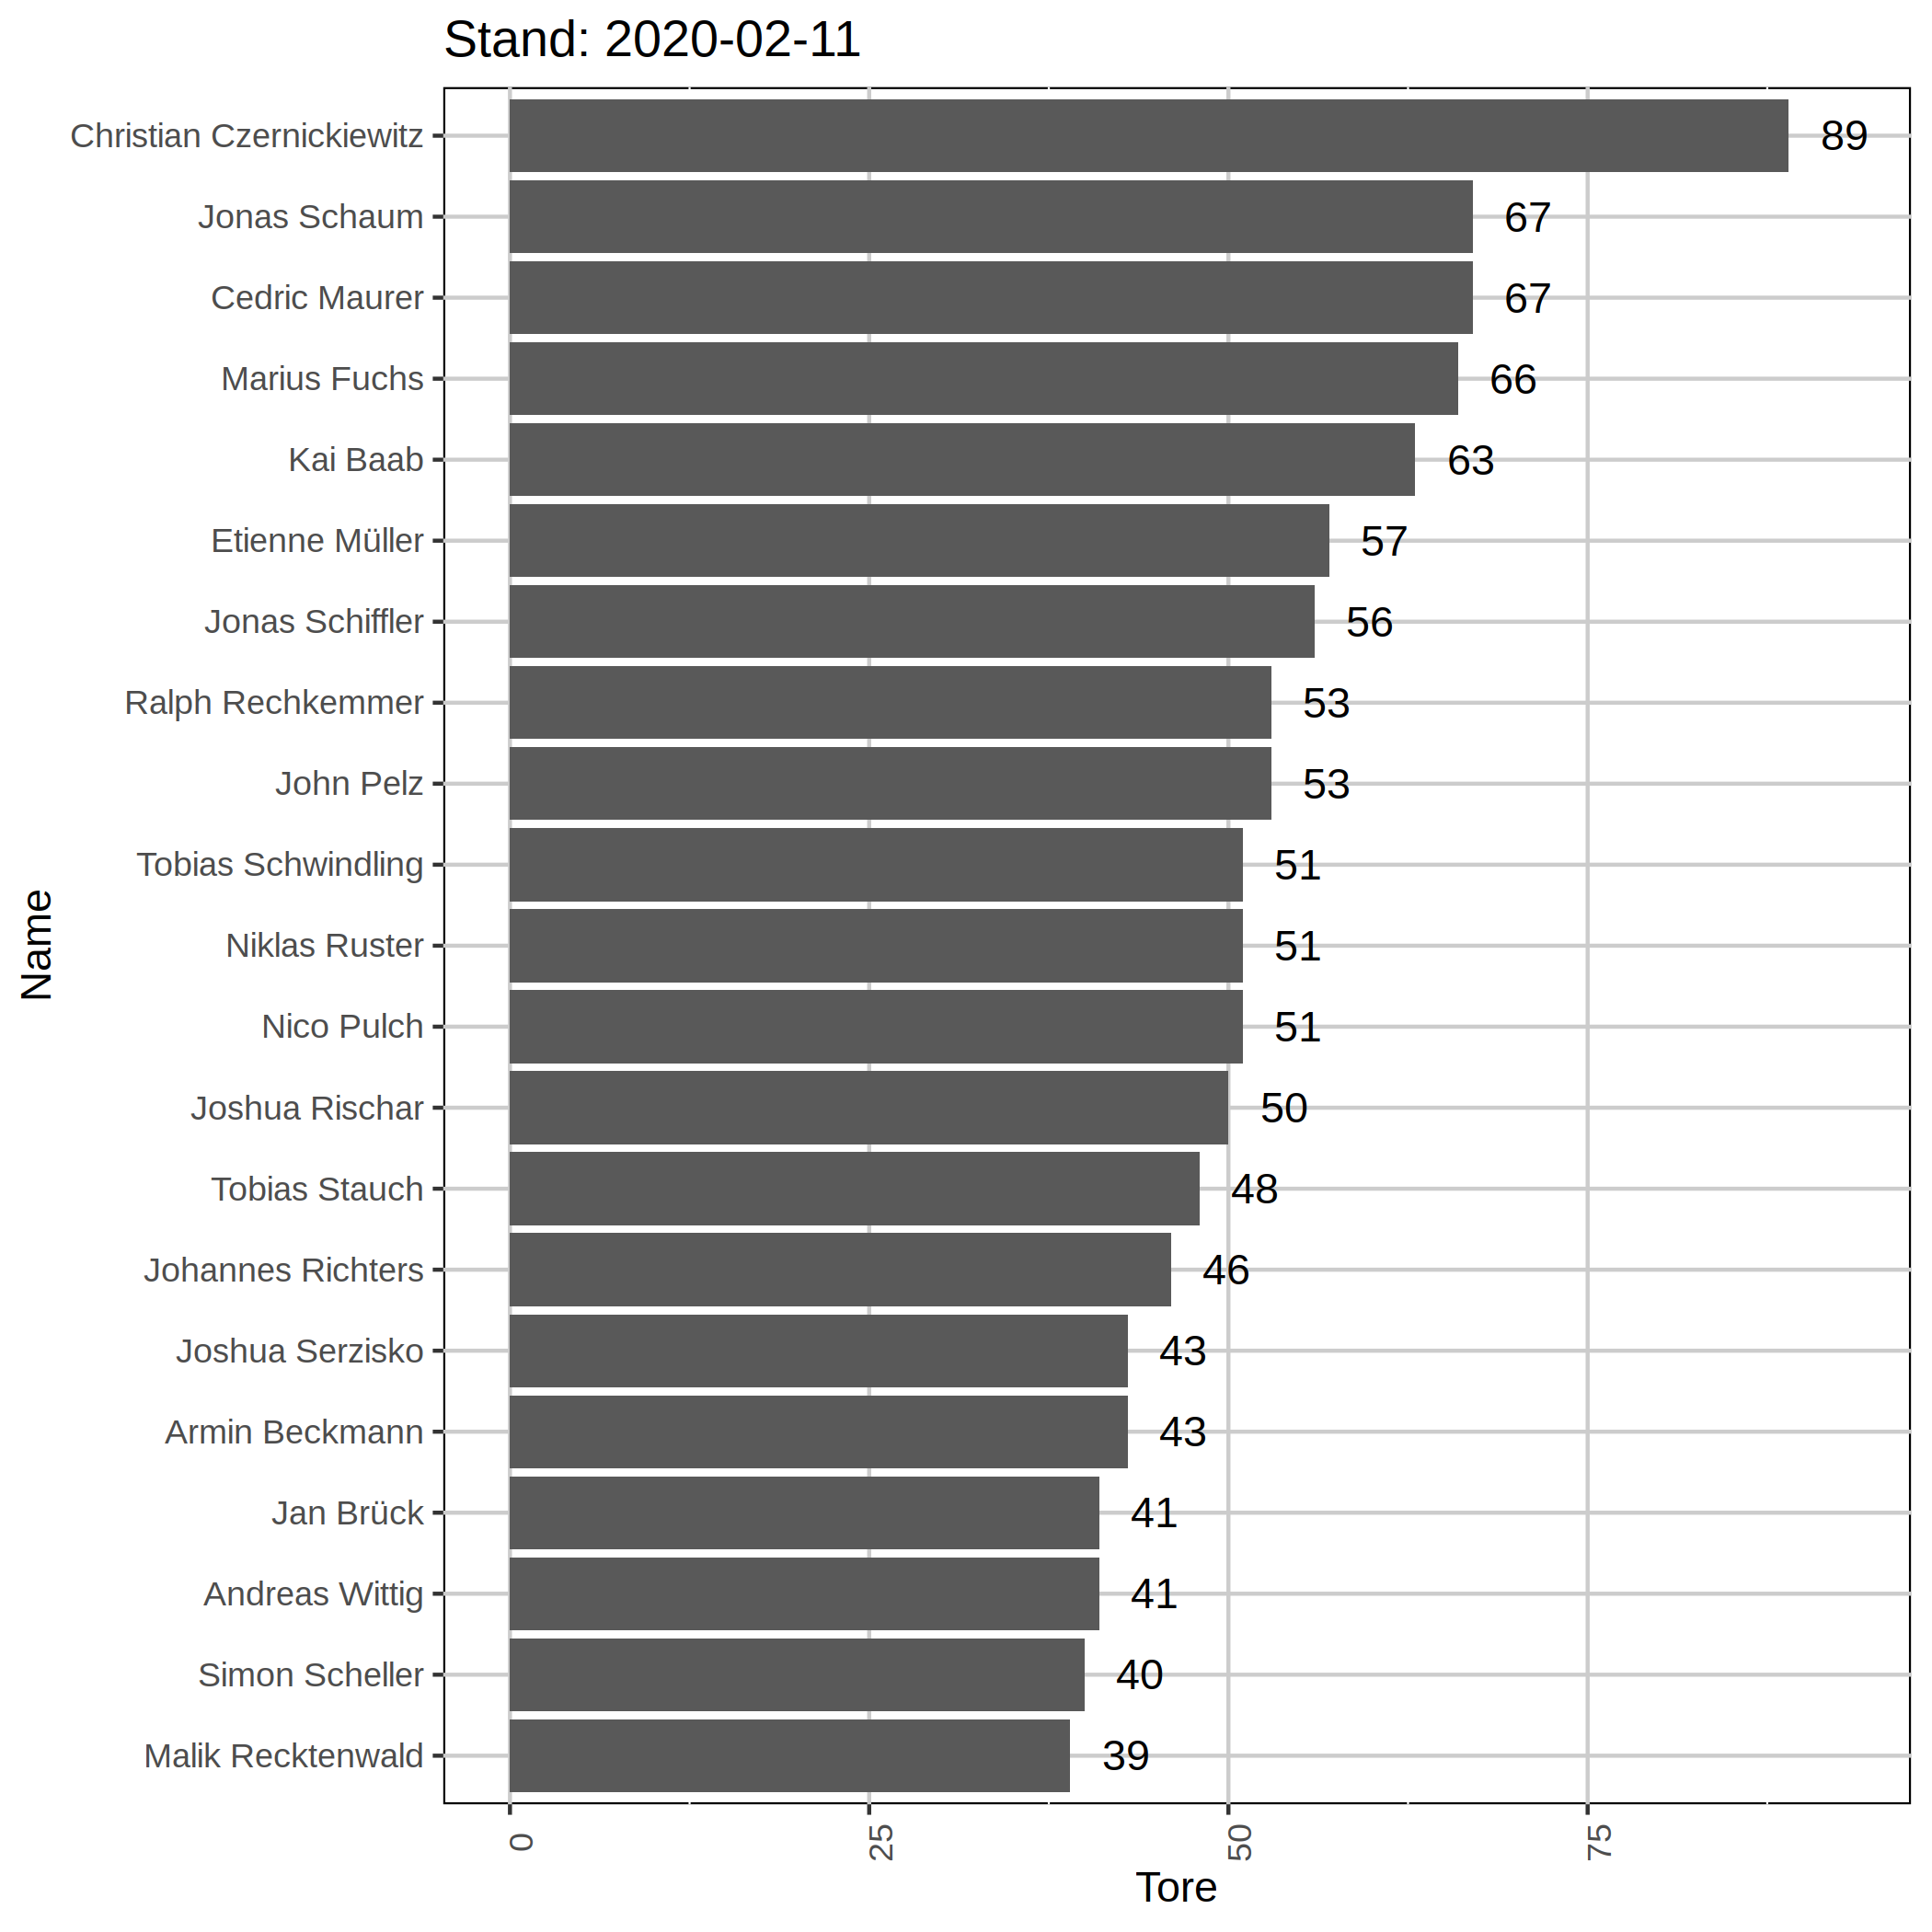 Stand: 2020-02-11
Christian Czernickiewitz 89
Jonas Schaum 67
Cedric Maurer 67
Marius Fuchs 66
Kai Baab 63
Etienne Müller 57
Jonas Schiffler 56
Ralph Rechkemmer 53
John Pelz 53
Tobias Schwindling 51
Niklas Ruster 51
Nico Pulch 51
Joshua Rischar 50
Tobias Stauch 48
Johannes Richters 46
Joshua Serzisko 43
Armin Beckmann 43
Jan Brück 41
Andreas Wittig 41
Simon Scheller 40
Malik Recktenwald 39
Name
0 25 50 75
Tore